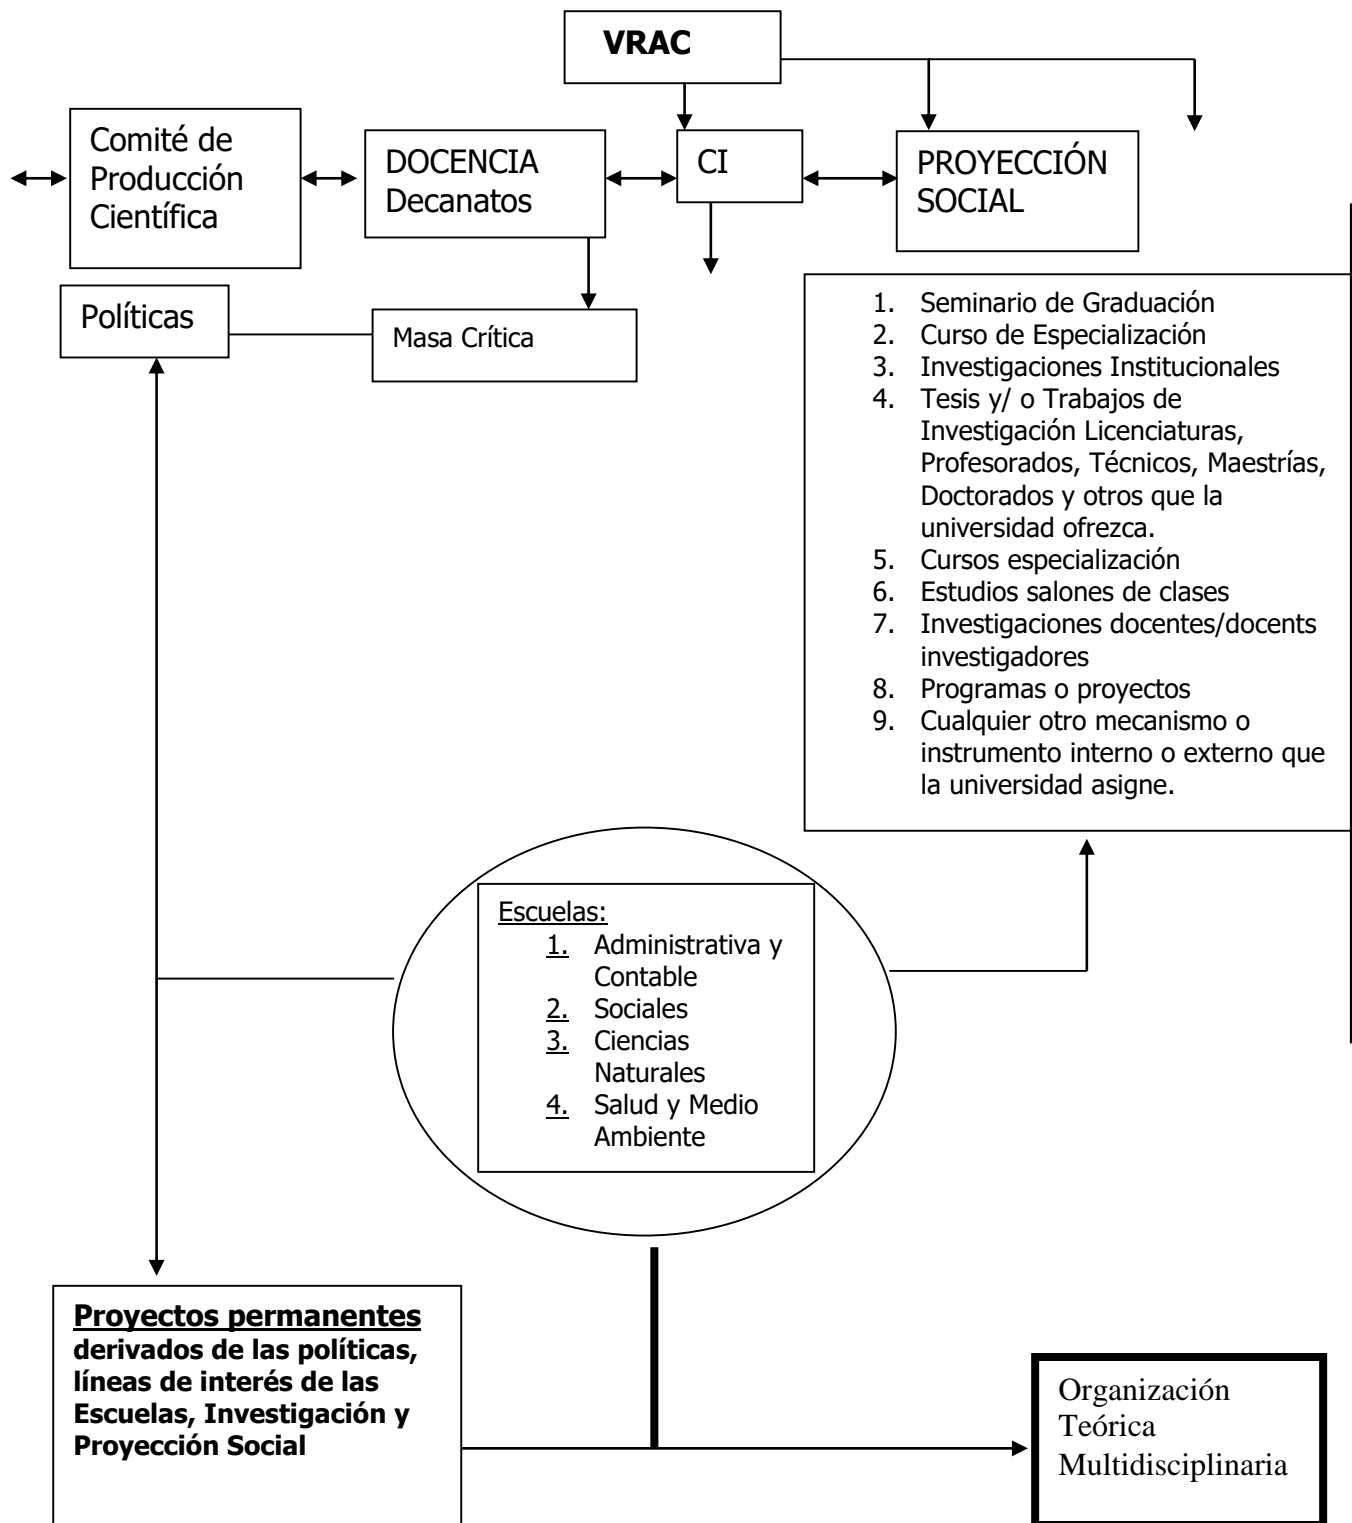 VRAC
Comité de
Producción
Científica
DOCENCIA
Decanatos
CI
PROYECCIÓN
SOCIAL
Políticas
Masa Crítica
1. Seminario de Graduación
2. Curso de Especialización
3. Investigaciones Institucionales
4. Tesis y/ o Trabajos de
Investigación Licenciaturas,
Profesorados, Técnicos, Maestrías,
Doctorados y otros que la
universidad ofrezca.
5. Cursos especialización
6. Estudios salones de clases
7. Investigaciones docentes/docents
investigadores
8. Programas o proyectos
9. Cualquier otro mecanismo o
instrumento interno o externo que
la universidad asigne.
Escuelas:
1. Administrativa y
Contable
2. Sociales
3. Ciencias
Naturales
4. Salud y Medio
Ambiente
Proyectos permanentes
derivados de las políticas,
líneas de interés de las
Escuelas, Investigación y
Proyección Social
Organización
Teórica
Multidisciplinaria